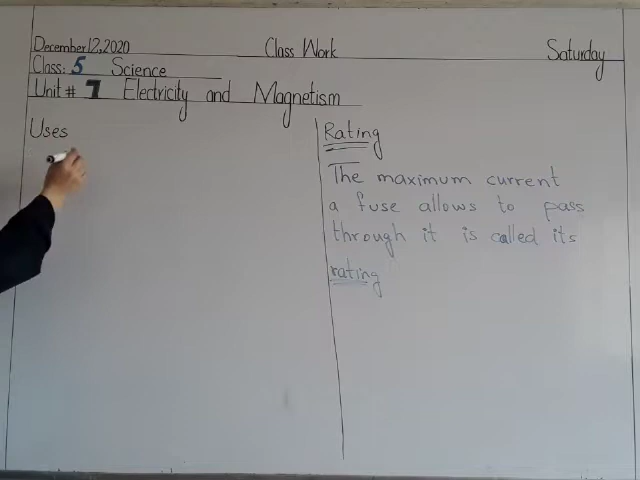 December 12, 2020 Class Work Saturday
Class: 5 Science
Unit # 7 Electricity and Magnetism
Uses
Rating
The maximum current
a fuse allows to pass
through it is called its
rating